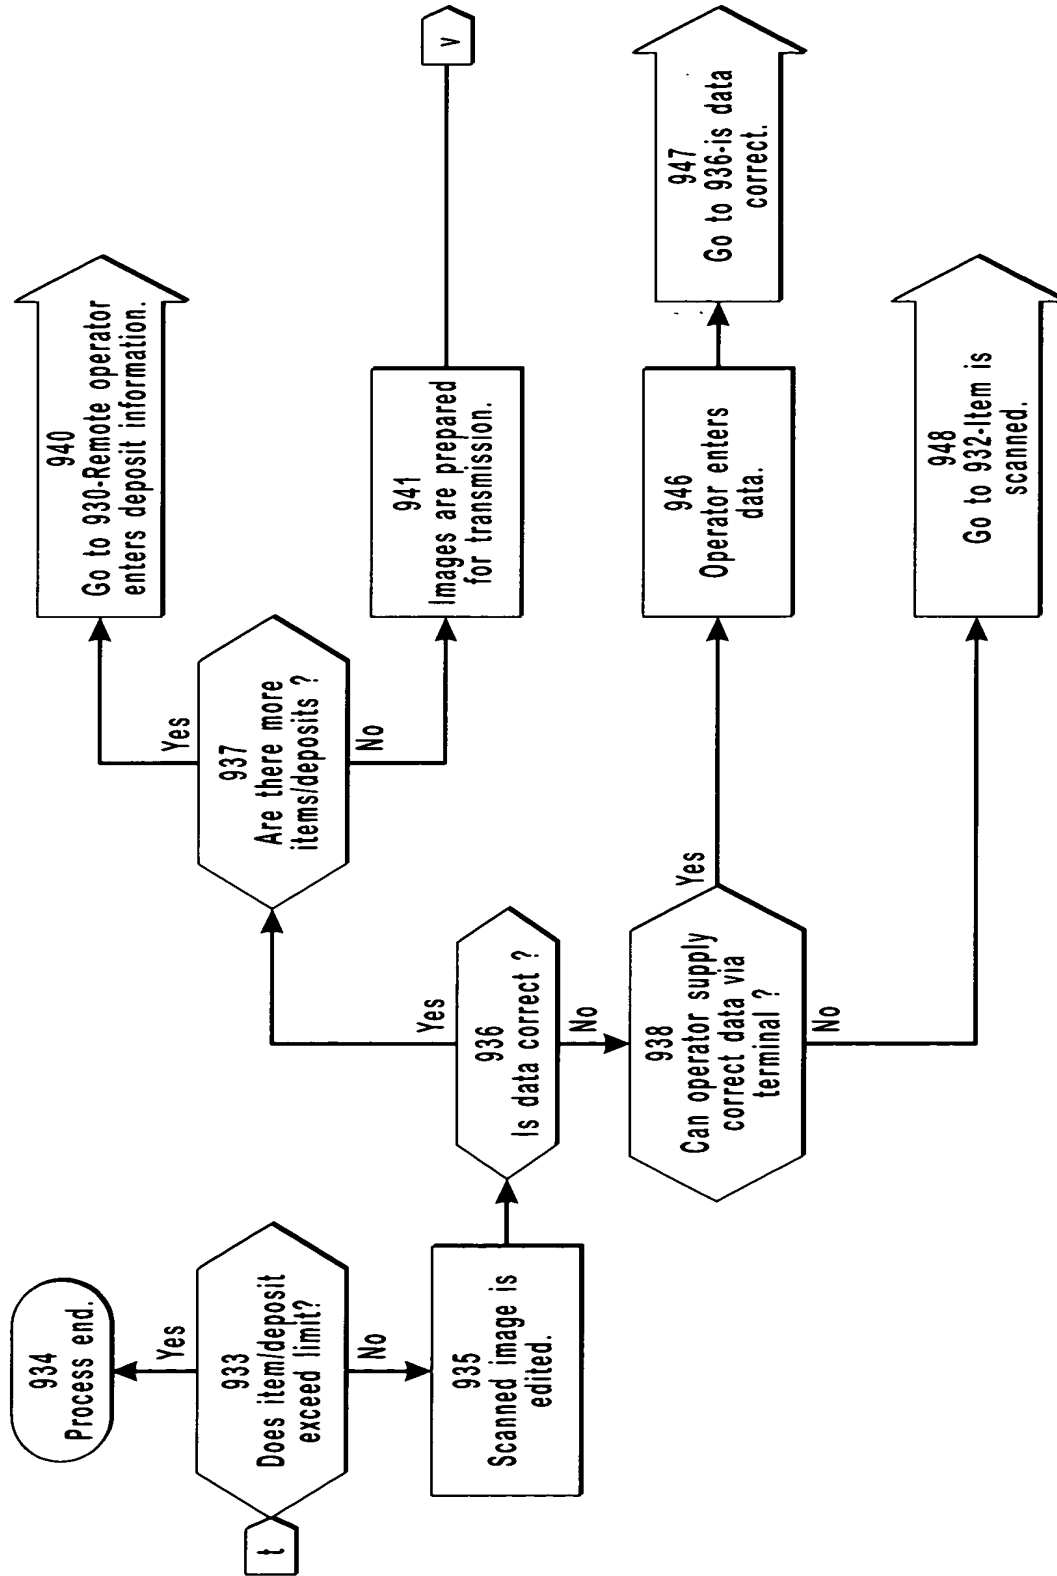 t
933
Does item/deposit
exceed limit?
Yes
934
Process end.
No
935
Scanned image is
edited.
936
Is data correct ?
Yes
937
Are there more
items/deposits ?
Yes
940
Go to 930-Remote operator
enters deposit information.
No
941
Images are prepared
for transmission.
v
No
938
Can operator supply
correct data via
terminal ?
Yes
946
Operator enters
data.
947
Go to 936-is data
correct.
No
948
Go to 932-Item is
scanned.